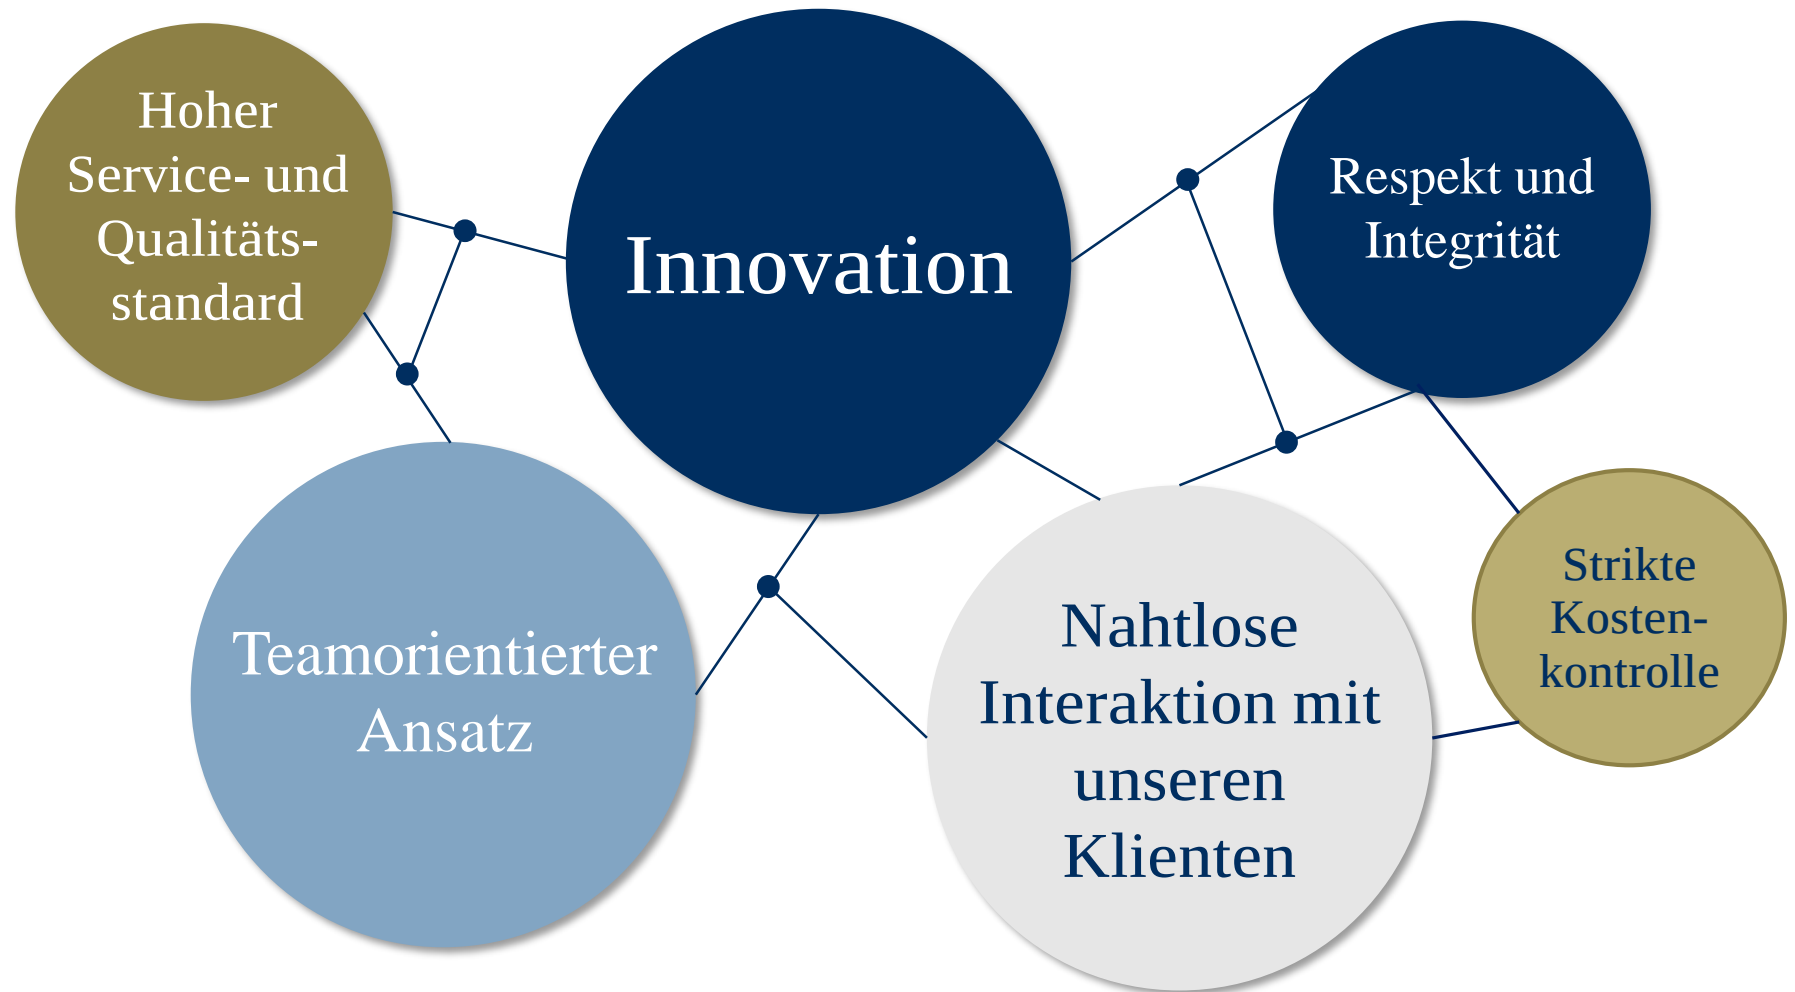 Hoher
Service- und
Qualitäts-
standard
Innovation
Respekt und
Integrität
Teamorientierter
Ansatz
Nahtlose
Interaktion mit
unseren
Klienten
Strikte
Kosten-
kontrolle